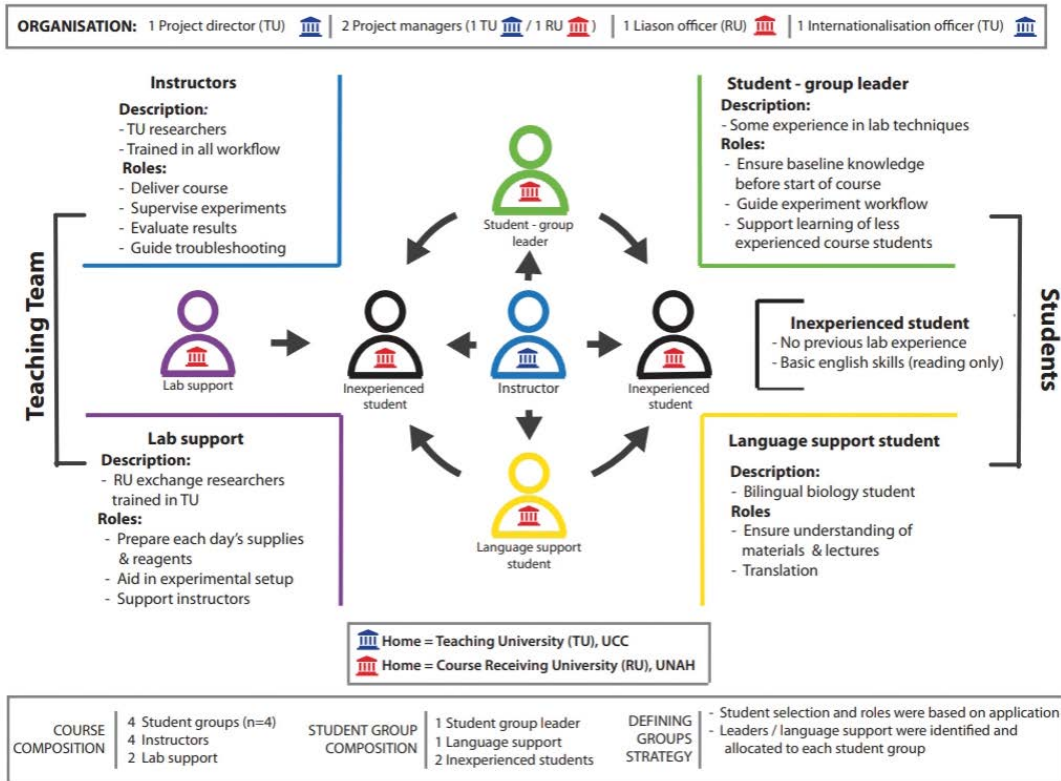 ORGANISATION: 1 Project director (TU) | 2 Project managers (1 TU / 1 RU ) | 1 Liason officer (RU) | 1 Internationalisation officer (TU)
Instructors
Description:
- TU researchers
- Trained in all workflow
Roles:
- Deliver course
- Supervise experiments
- Evaluate results
- Guide troubleshooting
Student - group leader
Description:
- Some experience in lab techniques
Roles:
- Ensure baseline knowledge
before start of course
- Guide experiment workflow
- Support learning of less
experienced course students
Student - group
leader
Teaching Team
Students
Lab support
Inexperienced
student
Instructor
Inexperienced
student
Inexperienced student
- No previous lab experience
- Basic english skills (reading only)
Lab support
Description:
- RU exchange researchers
trained in TU
Roles:
- Prepare each day's supplies
& reagents
- Aid in experimental setup
- Support instructors
Language support
student
Language support student
Description:
- Bilingual biology student
Roles
- Ensure understanding of
materials & lectures
- Translation
Home = Teaching University (TU), UCC
Home = Course Receiving University (RU), UNAH
COURSE
COMPOSITION
4 Student groups (n=4)
4 Instructors
2 Lab support
STUDENT GROUP
COMPOSITION
1 Student group leader
1 Language support
2 Inexperienced students
DEFINING
GROUPS
STRATEGY
- Student selection and roles were based on application
- Leaders / language support were identified and
allocated to each student group